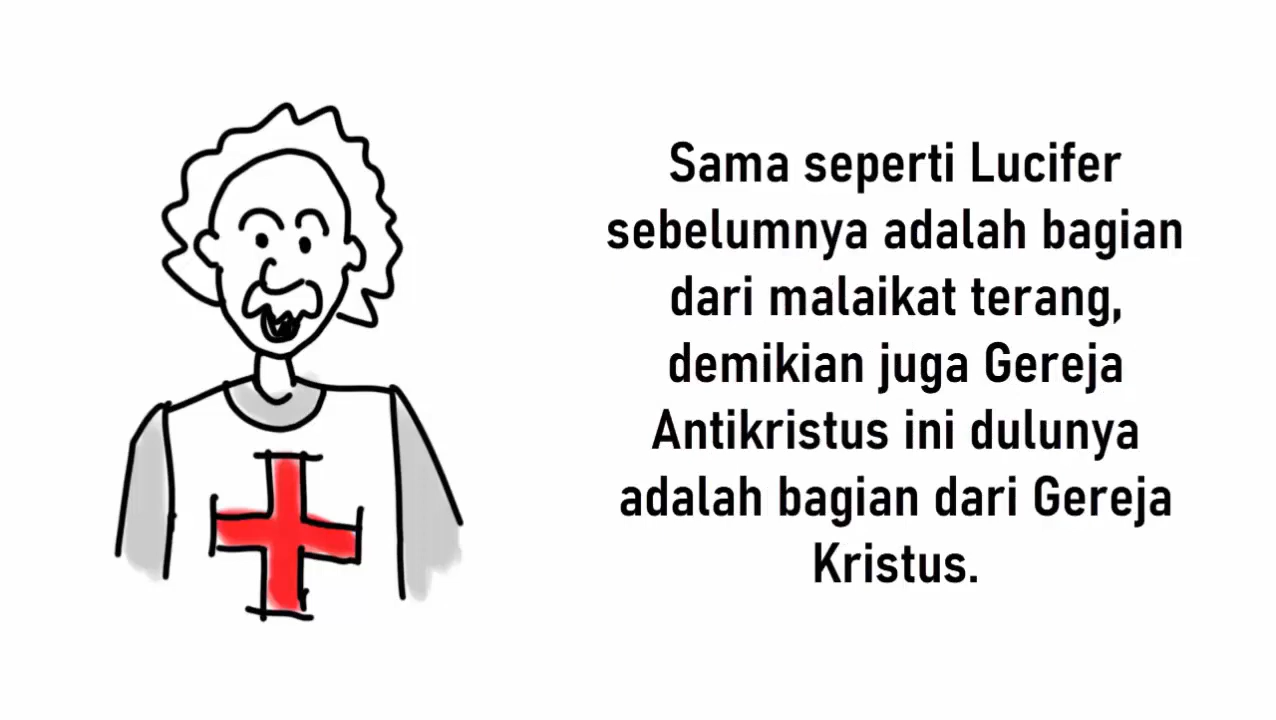 Sama seperti Lucifer
sebelumnya adalah bagian
dari malaikat terang,
demikian juga Gereja
Antikristus ini dulunya
adalah bagian dari Gereja
Kristus.